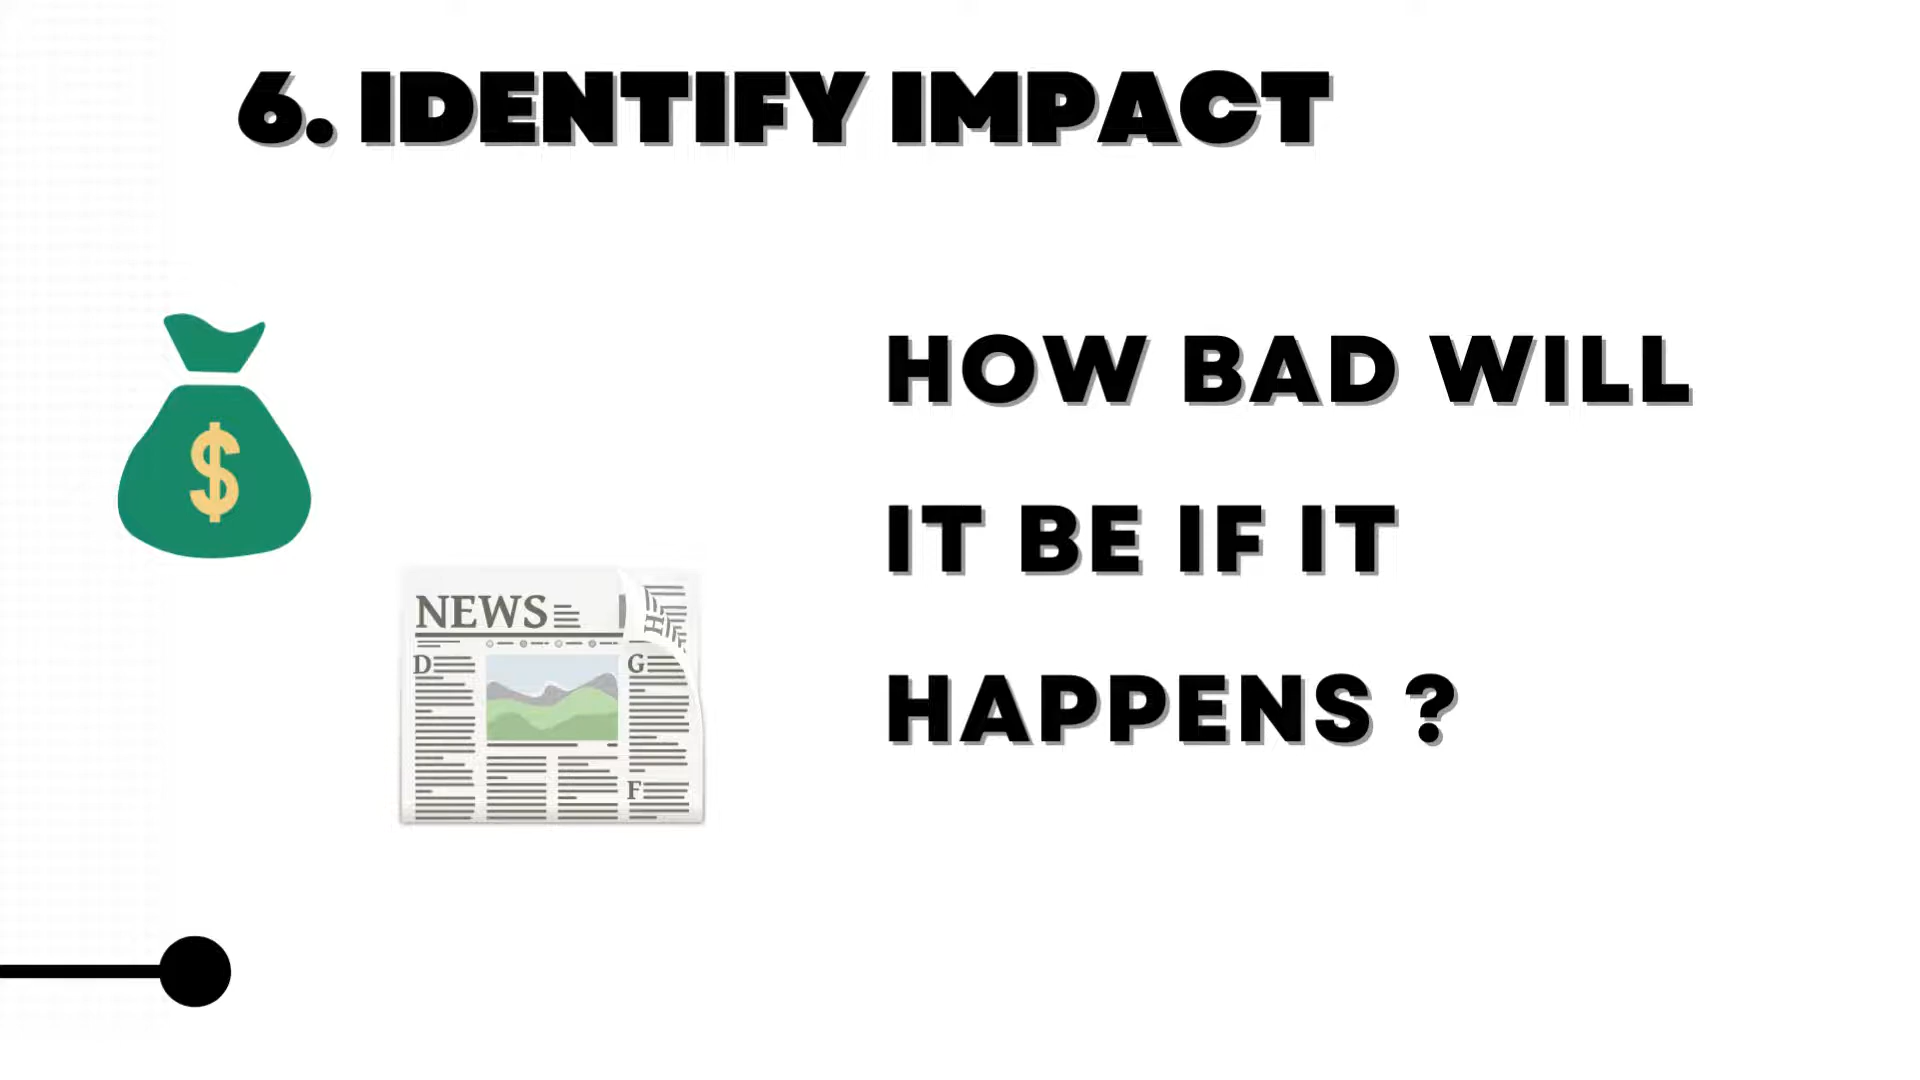 6. IDENTIFY IMPACT
HOW BAD WILL
IT BE IF IT
HAPPENS ?
$
NEWS
D
G
F
H